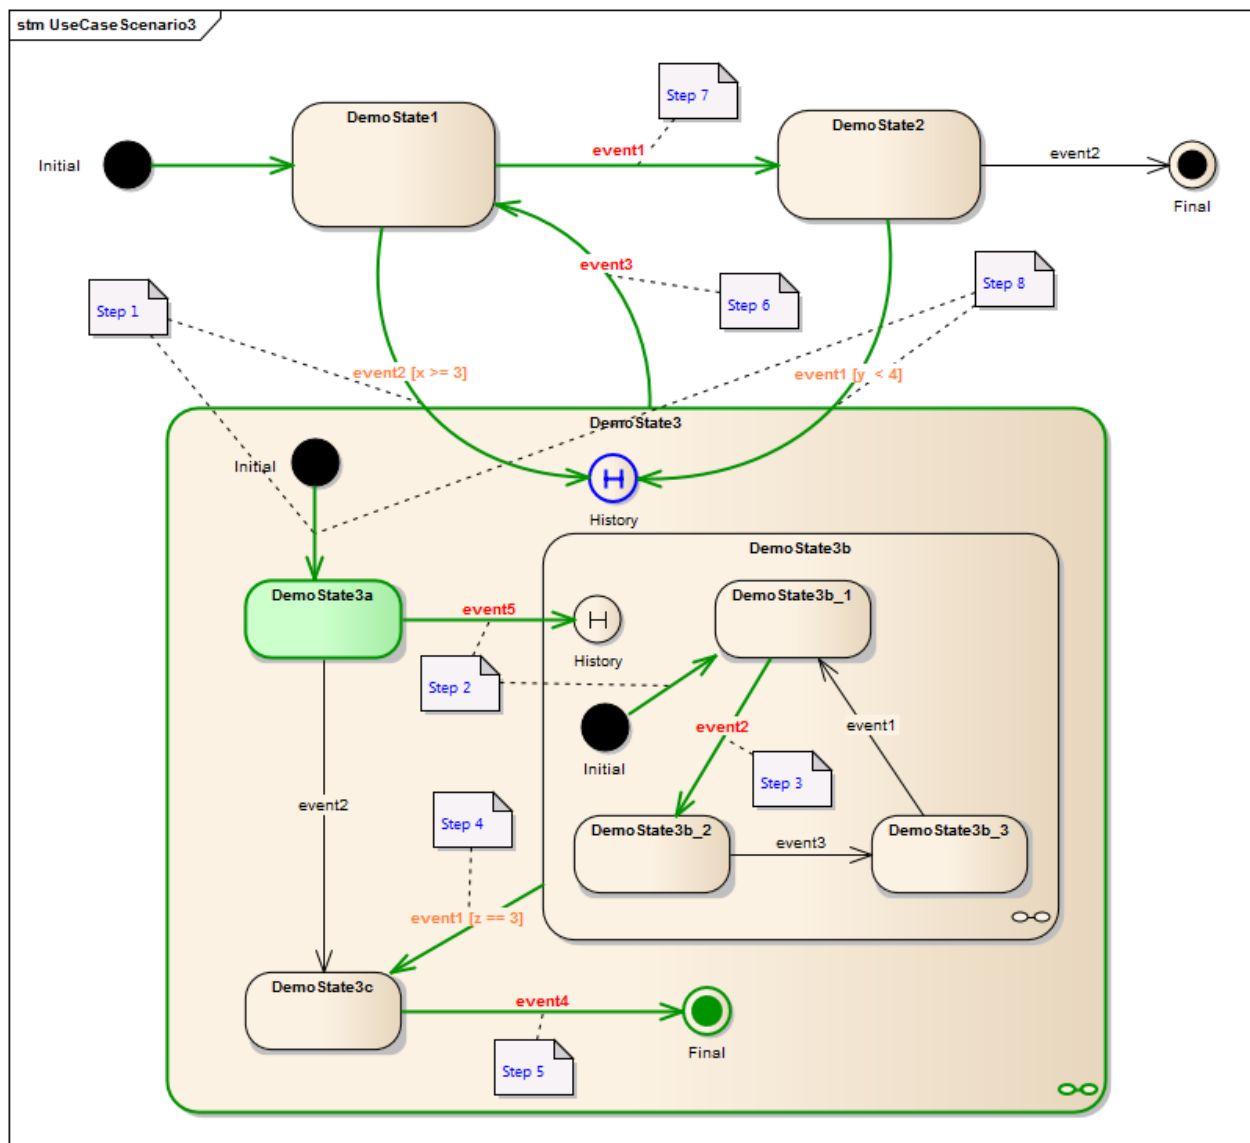 stm UseCaseScenario3
Step 7
DemoState1
DemoState2
event1
event2
Initial
Final
event3
Step 1
Step 6
Step 8
event2 [x >= 3]
event1 [y < 4]
DemoState3
Initial
History
DemoState3b
DemoState3a
DemoState3b_1
event5
History
Step 2
event2
event1
Initial
Step 3
event2
Step 4
DemoState3b_2
DemoState3b_3
event3
event1 [z == 3]
DemoState3c
event4
Final
Step 5